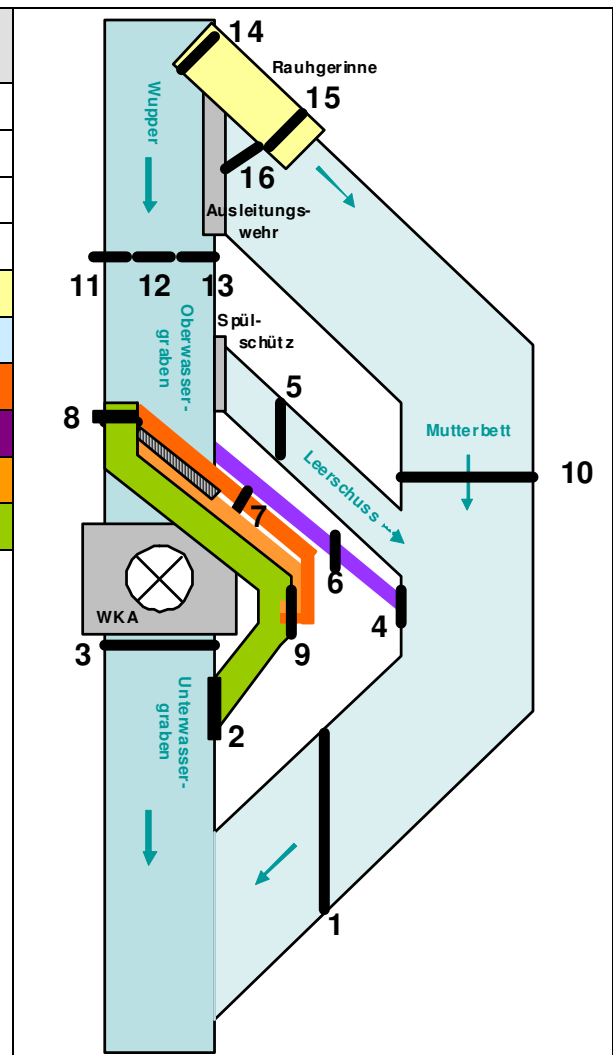 14
Rauhgerinne
15
Wupper
16
Ausleitungs-
wehr
11
12
13
Oberwasser-
graben
Spül-
schütz
5
8
Mutterbett
Leerschuss
10
7
6
WKA
4
3
9
Unterwasser-
graben
2
1